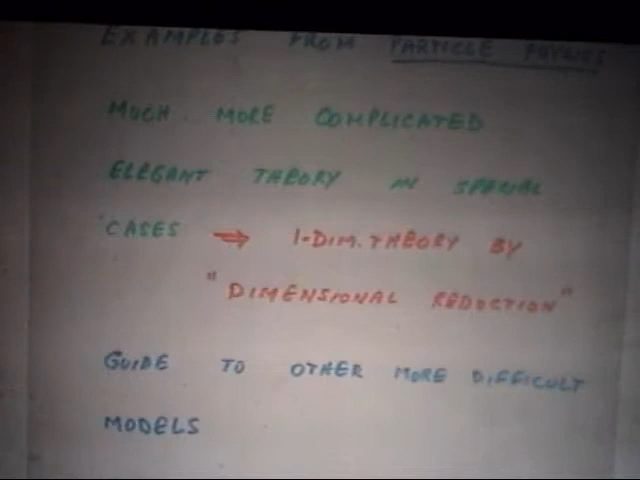 EXAMPLES FROM PARTICLE PHYSICS
MUCH MORE COMPLICATED
ELEGANT THEORY IN SPECIAL
CASES ⇒ 1-DIM. THEORY BY
"DIMENSIONAL REDUCTION"
GUIDE TO OTHER MORE DIFFICULT
MODELS